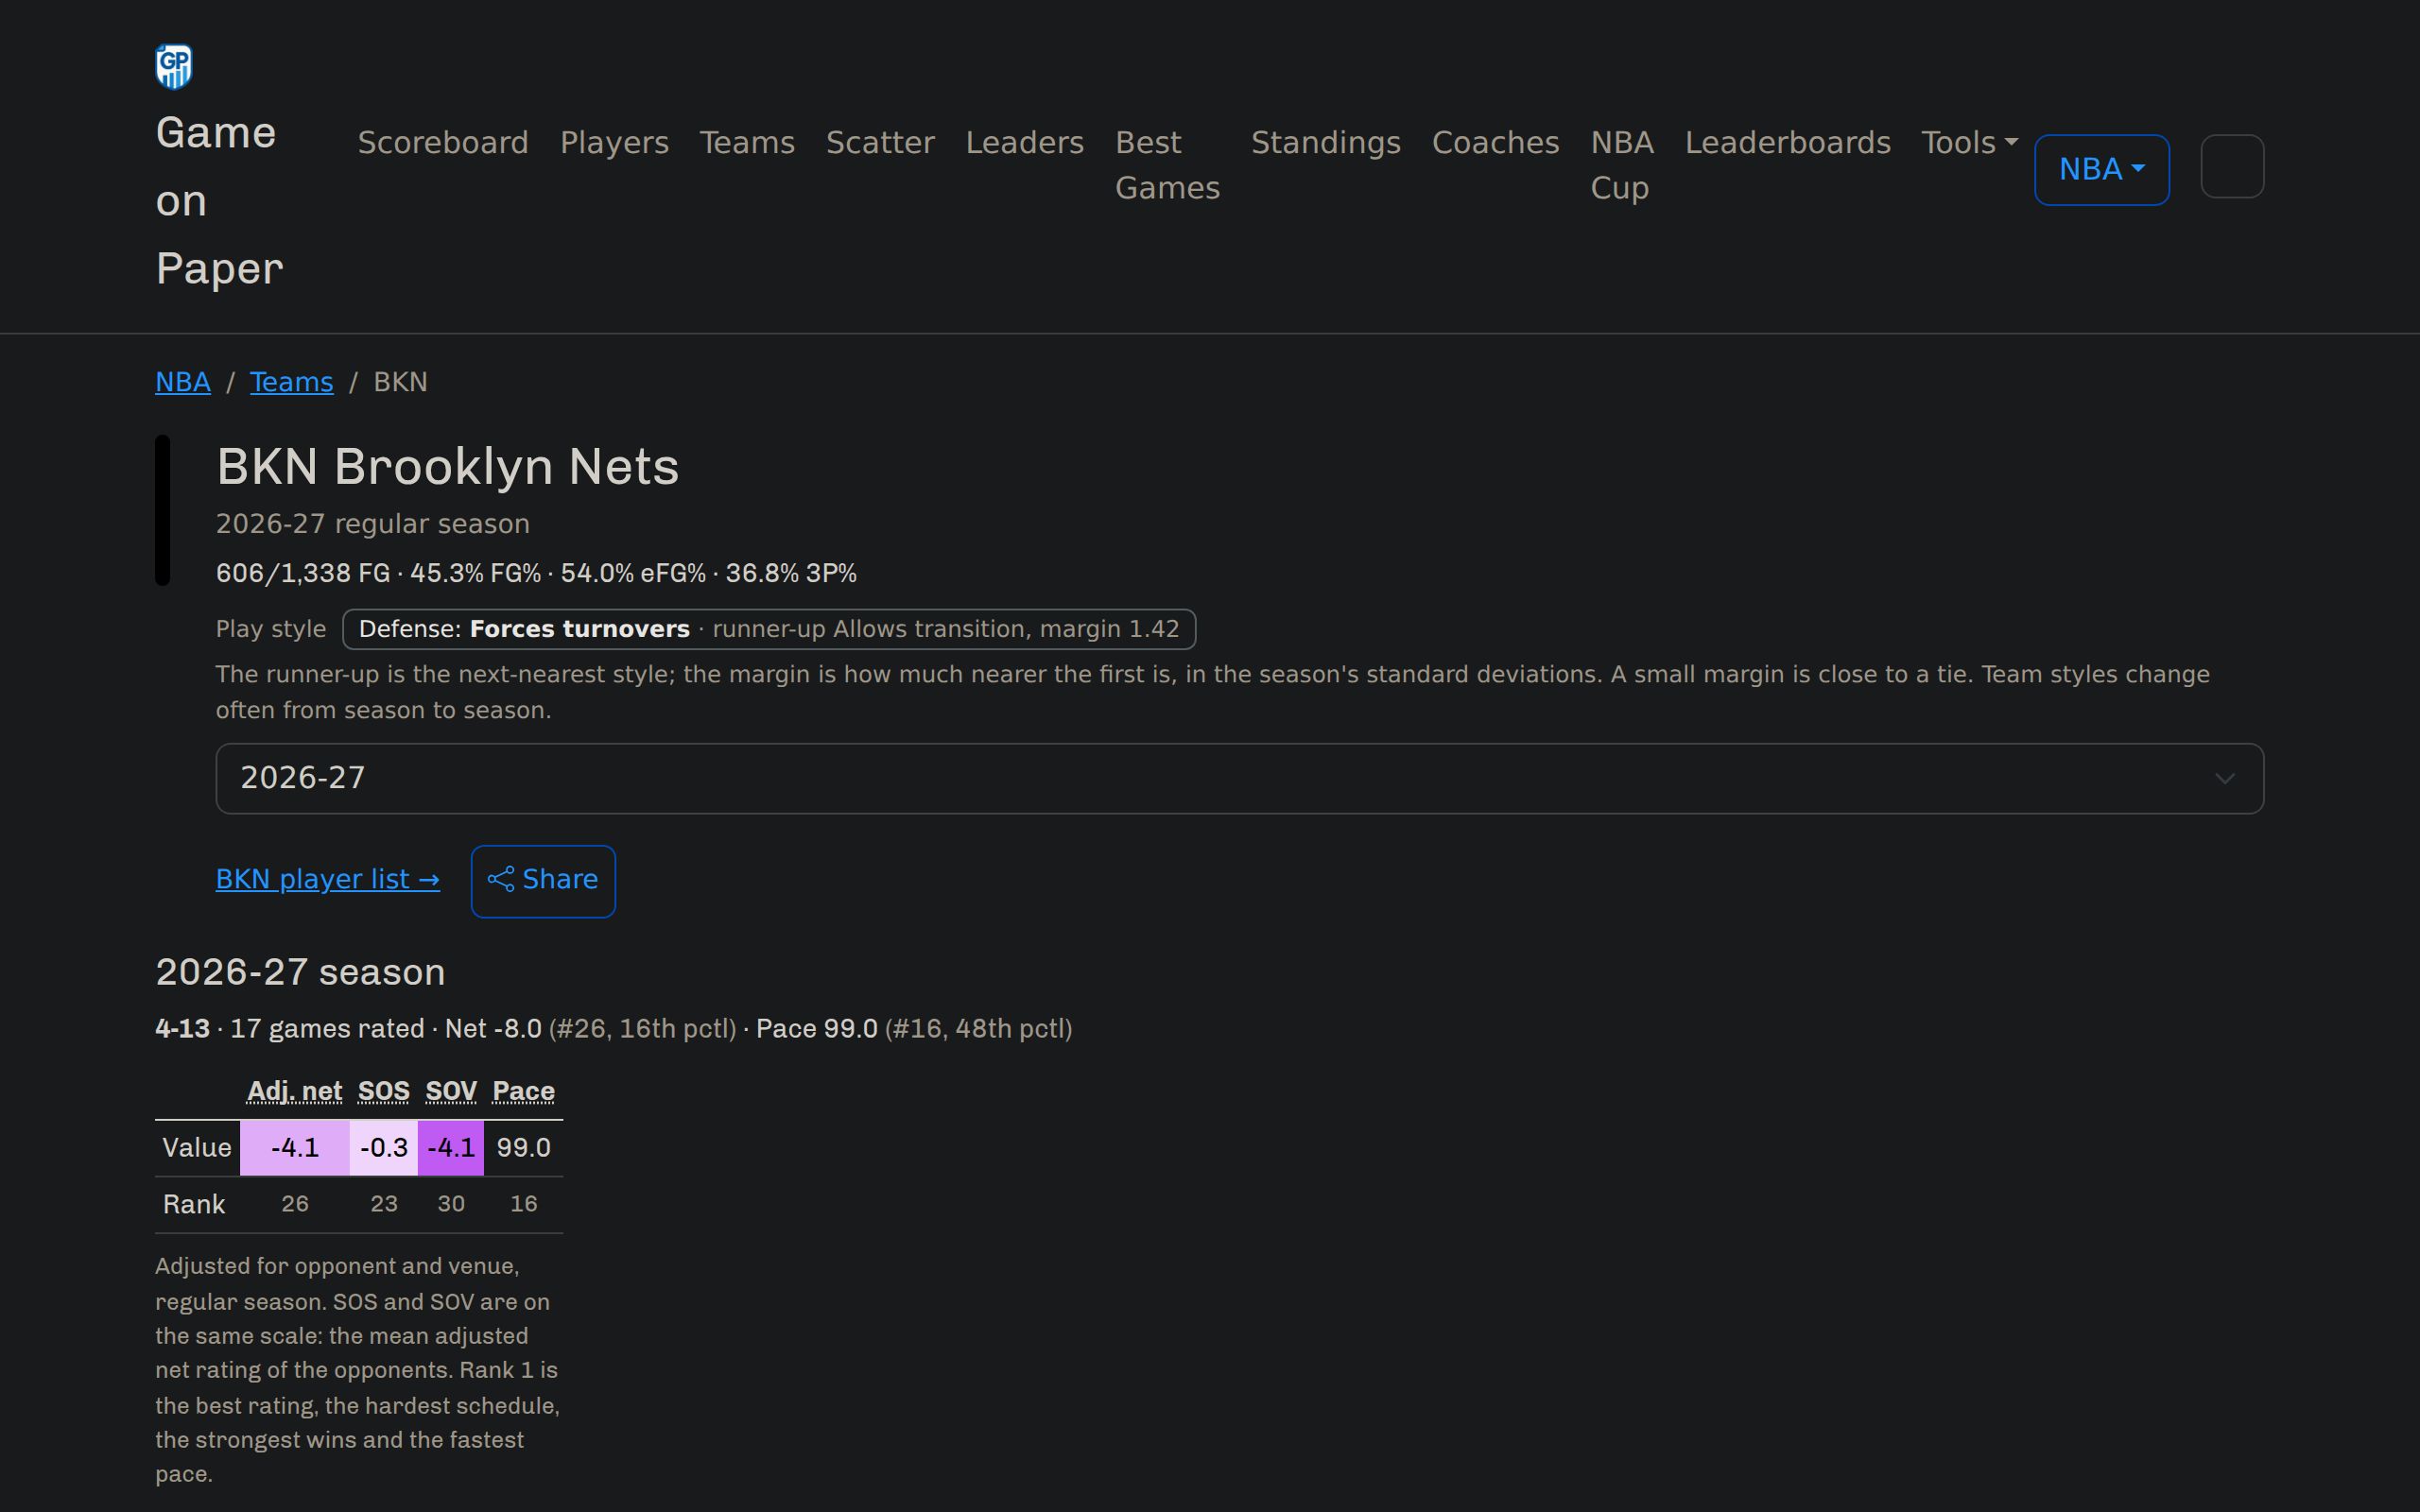 GP
Game
on
Paper
Scoreboard Players Teams Scatter Leaders Best Games Standings Coaches NBA Cup Leaderboards Tools
NBA
NBA / Teams / BKN
BKN Brooklyn Nets
2026-27 regular season
606/1,338 FG · 45.3% FG% · 54.0% eFG% · 36.8% 3P%
Play style Defense: Forces turnovers · runner-up Allows transition, margin 1.42
The runner-up is the next-nearest style; the margin is how much nearer the first is, in the season's standard deviations. A small margin is close to a tie. Team styles change
often from season to season.
2026-27
BKN player list → Share
2026-27 season
4-13 · 17 games rated · Net -8.0 (#26, 16th pctl) · Pace 99.0 (#16, 48th pctl)
Adj. net SOS SOV Pace
Value -4.1 -0.3 -4.1 99.0
Rank 26 23 30 16
Adjusted for opponent and venue,
regular season. SOS and SOV are on
the same scale: the mean adjusted
net rating of the opponents. Rank 1 is
the best rating, the hardest schedule,
the strongest wins and the fastest
pace.